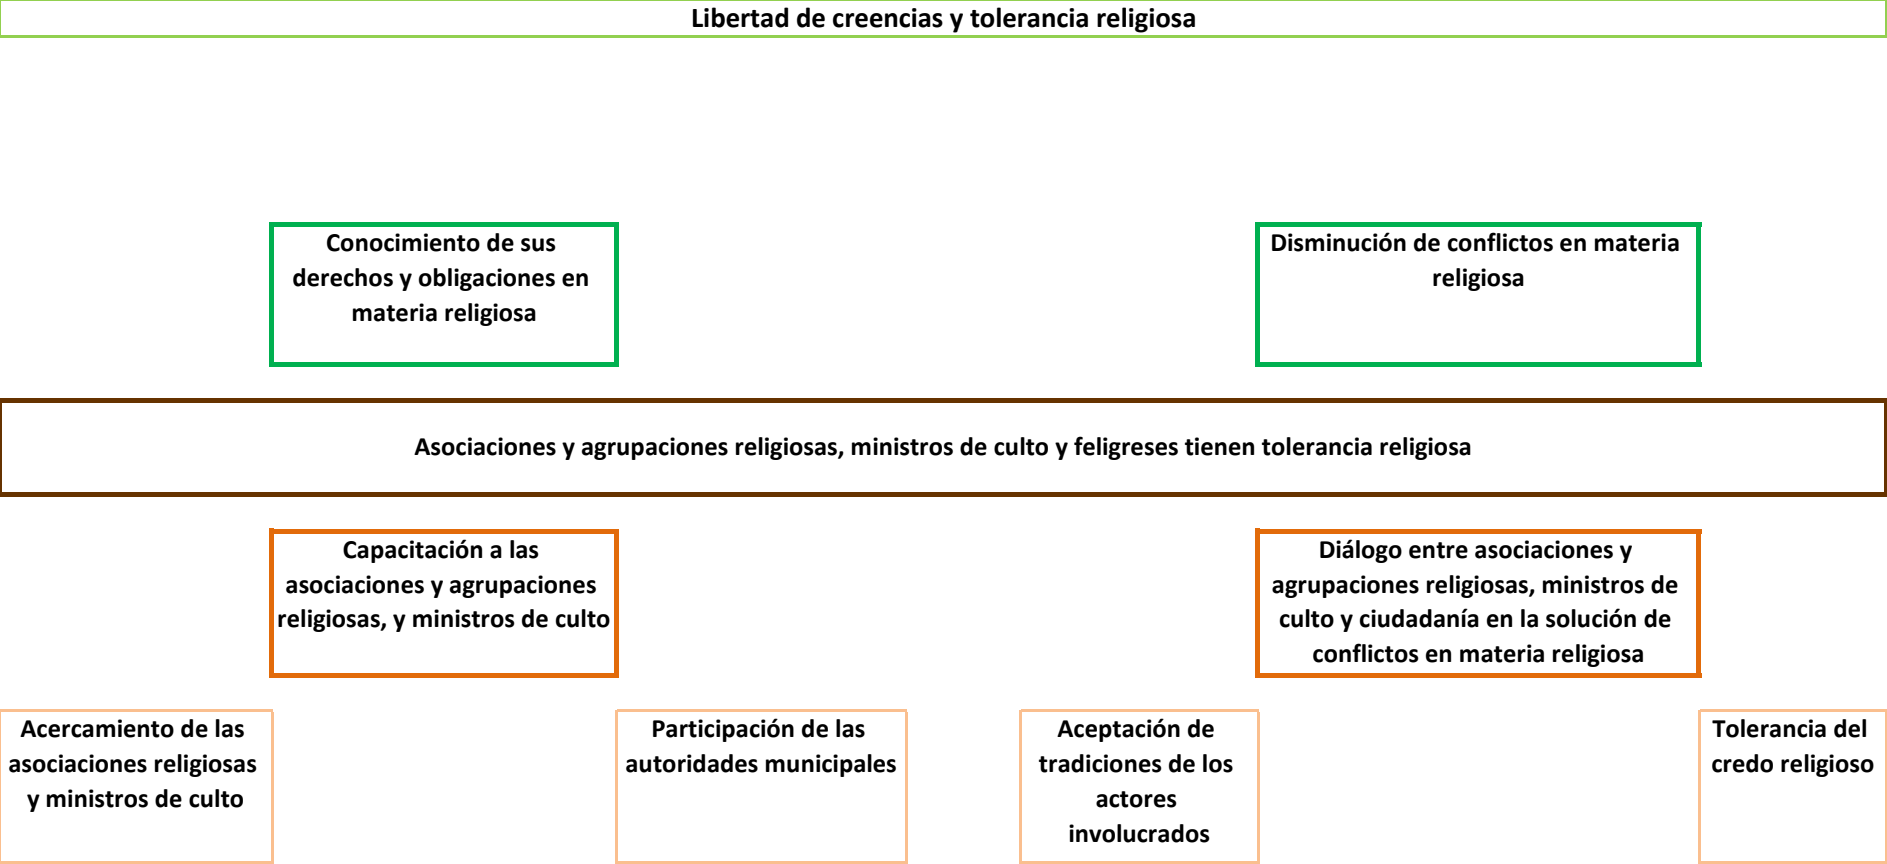 Libertad de creencias y tolerancia religiosa
Conocimiento de sus
derechos y obligaciones en
materia religiosa
Disminución de conflictos en materia
religiosa
Asociaciones y agrupaciones religiosas, ministros de culto y feligreses tienen tolerancia religiosa
Capacitación a las
asociaciones y agrupaciones
religiosas, y ministros de culto
Diálogo entre asociaciones y
agrupaciones religiosas, ministros de
culto y ciudadanía en la solución de
conflictos en materia religiosa
Acercamiento de las
asociaciones religiosas
y ministros de culto
Participación de las
autoridades municipales
Aceptación de
tradiciones de los
actores
involucrados
Tolerancia del
credo religioso